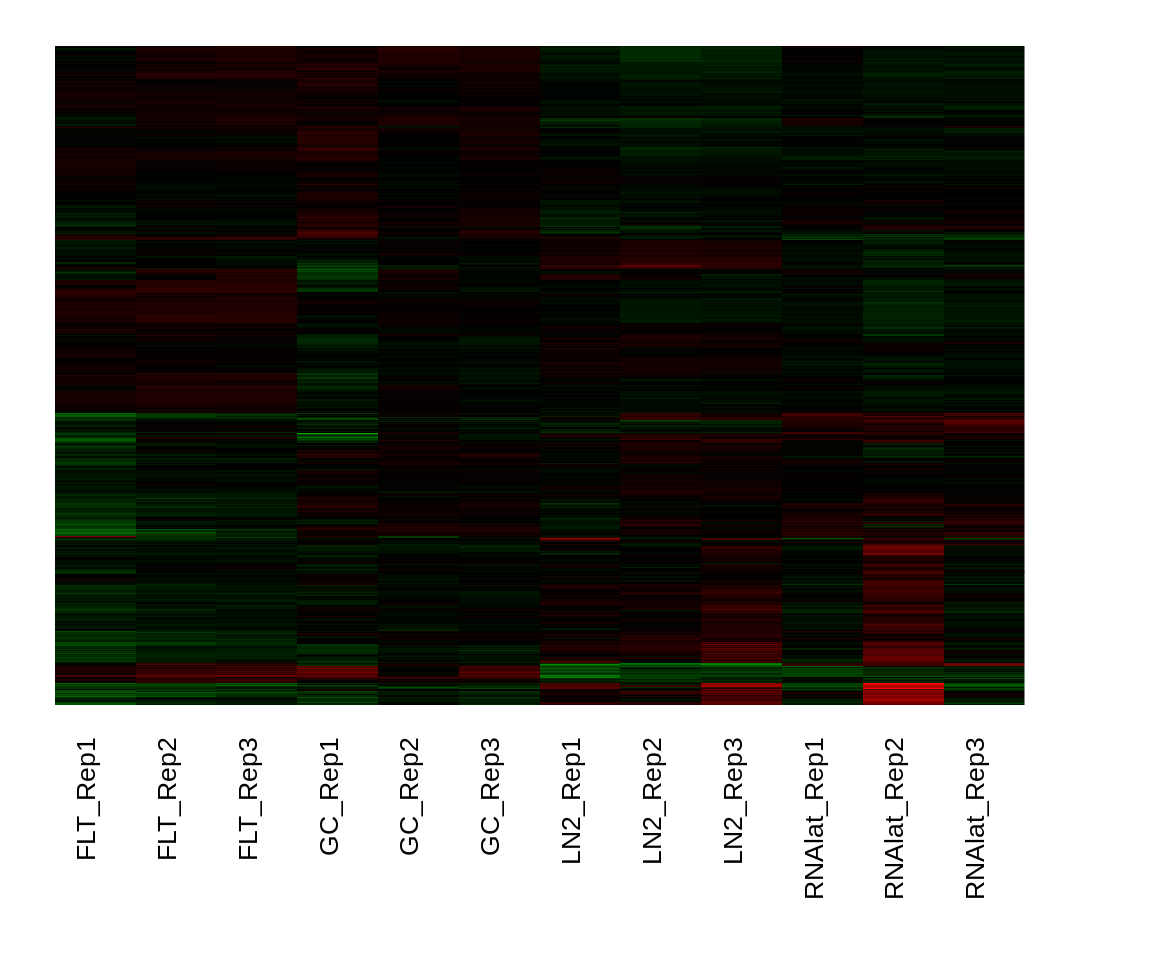 FLT_Rep1
FLT_Rep2
FLT_Rep3
GC_Rep1
GC_Rep2
GC_Rep3
LN2_Rep1
LN2_Rep2
LN2_Rep3
RNAlat_Rep1
RNAlat_Rep2
RNAlat_Rep3